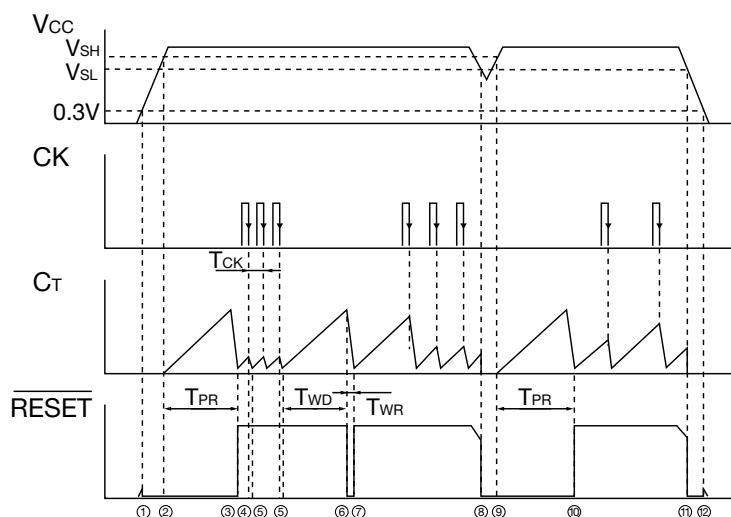 VCC
VSH
VSL
0.3V
CK
TCK
CT
RESET
TPR
TWD
TWR
TPR
① ② ③ ④ ⑤ ⑤ ⑥ ⑦ ⑧ ⑨ ⑩ ⑪ ⑫